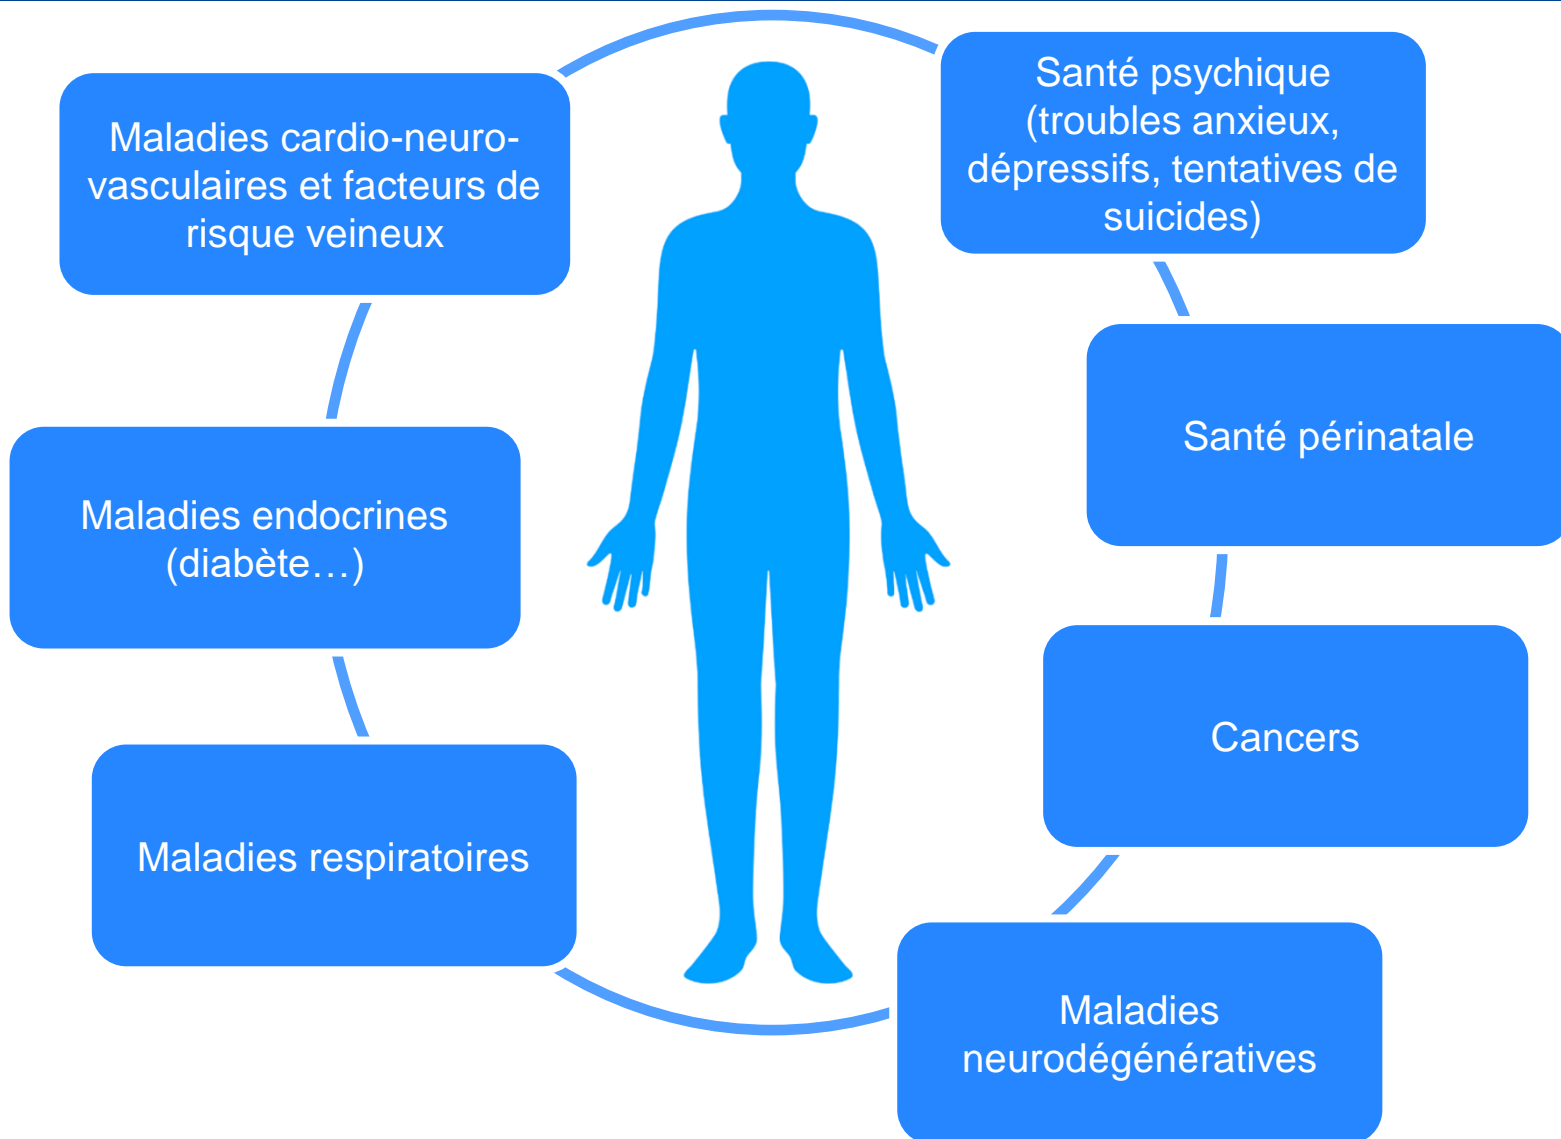 Santé psychique
(troubles anxieux,
dépressifs, tentatives de
suicides)
Maladies cardio-neuro-
vasculaires et facteurs de
risque veineux
Santé périnatale
Maladies endocrines
(diabète…)
Cancers
Maladies respiratoires
Maladies
neurodégénératives